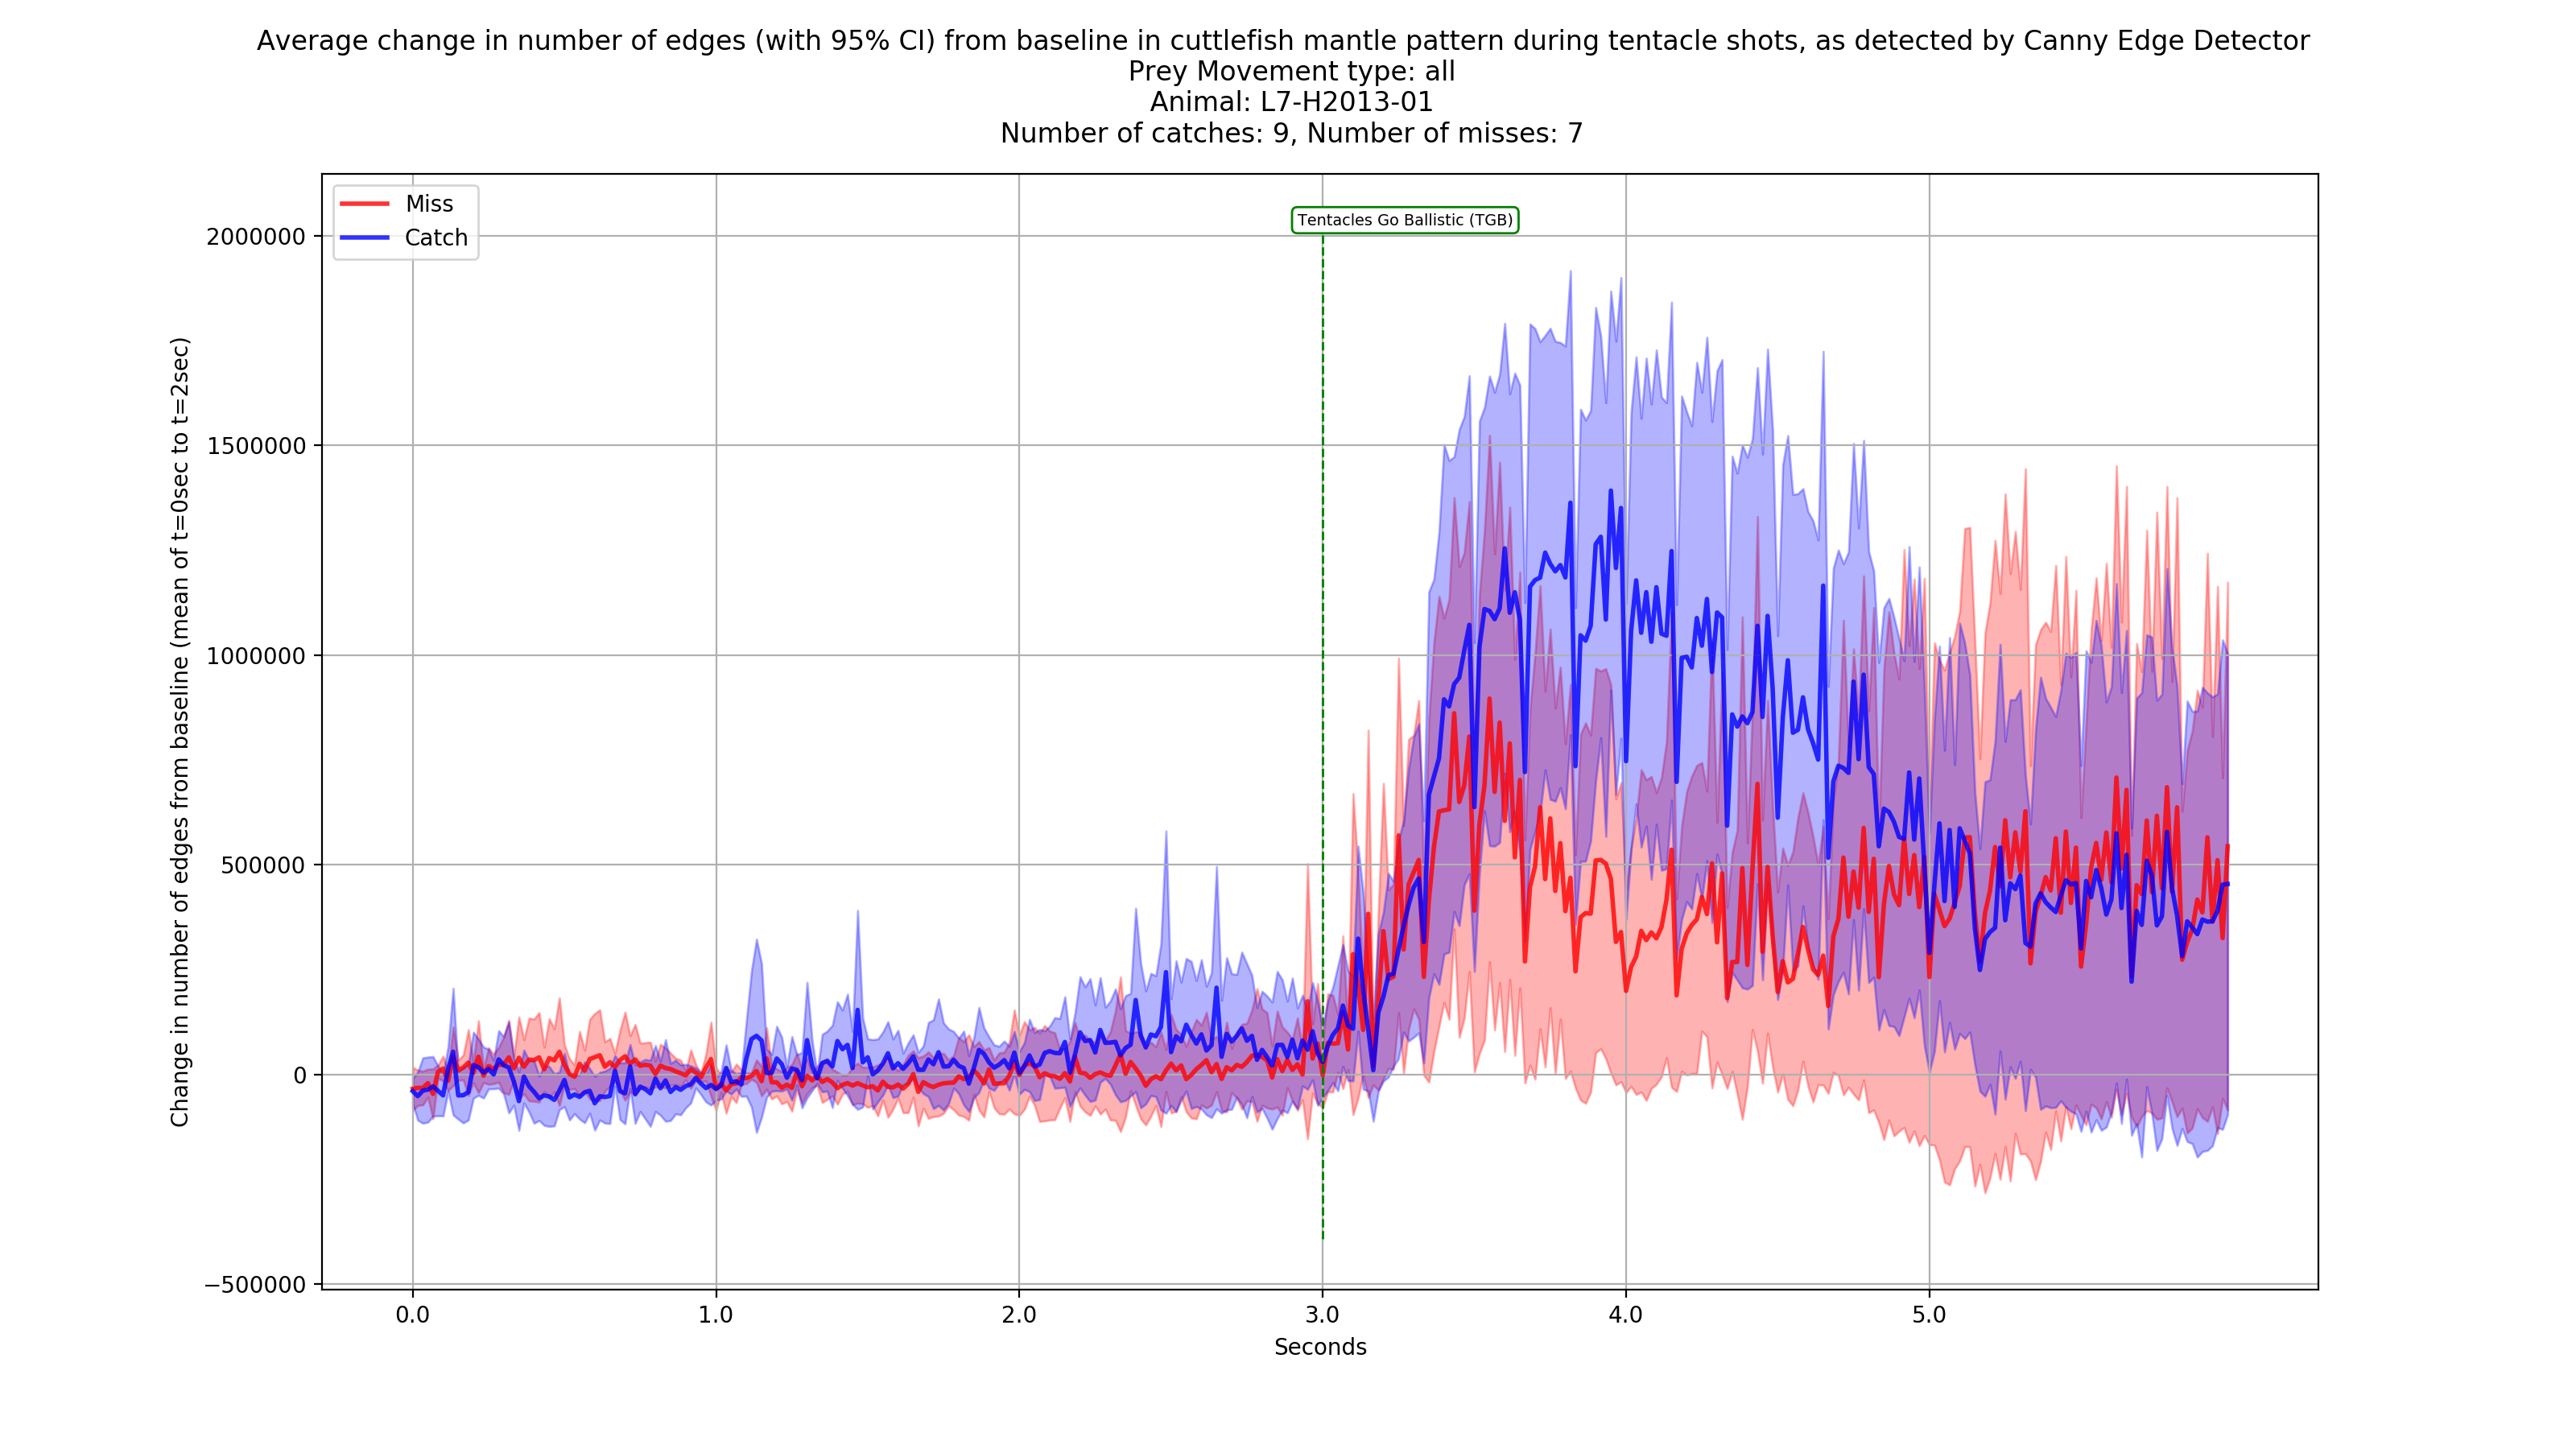 Average change in number of edges (with 95% CI) from baseline in cuttlefish mantle pattern during tentacle shots, as detected by Canny Edge Detector
Prey Movement type: all
Animal: L7-H2013-01
Number of catches: 9, Number of misses: 7
Miss
Catch
Tentacles Go Ballistic (TGB)
Change in number of edges from baseline (mean of t=0sec to t=2sec)
2000000
1500000
1000000
500000
0
−500000
0.0 1.0 2.0 3.0 4.0 5.0
Seconds